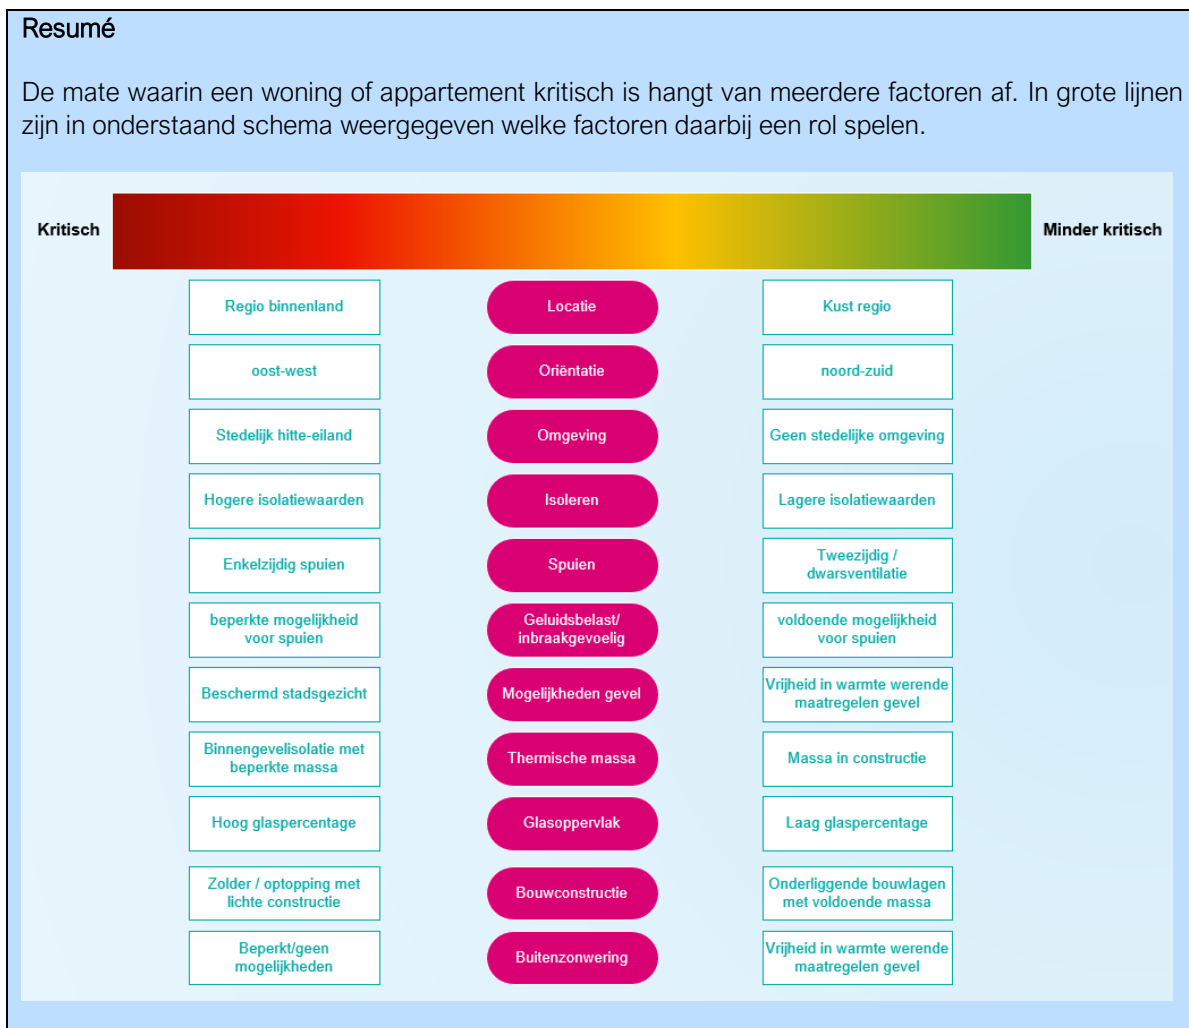 Resumé
De mate waarin een woning of appartement kritisch is hangt van meerdere factoren af. In grote lijnen
zijn in onderstaand schema weergegeven welke factoren daarbij een rol spelen.
Kritisch
Minder kritisch
Regio binnenland
Locatie
Kust regio
oost-west
Oriëntatie
noord-zuid
Stedelijk hitte-eiland
Omgeving
Geen stedelijke omgeving
Hogere isolatiewaarden
Isoleren
Lagere isolatiewaarden
Enkelzijdig spuien
Spuien
Tweezijdig /
dwarsventilatie
beperkte mogelijkheid
voor spuien
Geluidsbelast/
inbraakgevoelig
voldoende mogelijkheid
voor spuien
Beschermd stadsgezicht
Mogelijkheden gevel
Vrijheid in warmte werende
maatregelen gevel
Binnengevelisolatie met
beperkte massa
Thermische massa
Massa in constructie
Hoog glaspercentage
Glasoppervlak
Laag glaspercentage
Zolder / optopping met
lichte constructie
Bouwconstructie
Onderliggende bouwlagen
met voldoende massa
Beperkt/geen
mogelijkheden
Buitenzonwering
Vrijheid in warmte werende
maatregelen gevel